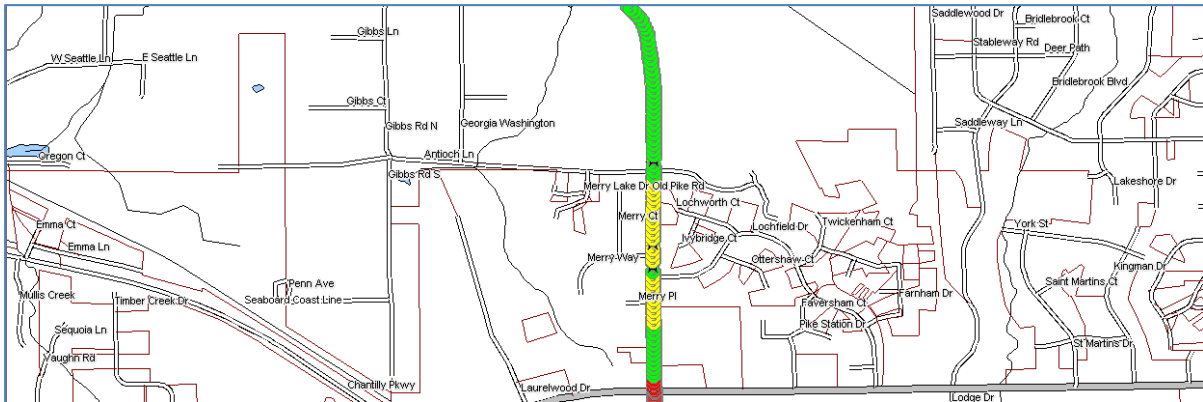 Saddlewood Dr
Bridlebrook Ct
Gibbs Ln
Stableway Rd
Deer Path
W Seattle Ln
E Seattle Ln
Bridlebrook Blvd
Gibbs Ct
Gibbs Rd N
Georgia Washington
Saddleway Ln
Oregon Ct
Antioch Ln
Gibbs Rd S
Merry Lake Dr
Old Pike Rd
Lakeshore Dr
Lochworth Ct
Merry Ct
Emma Ct
Lochfield Dr
Twickenham Ct
York St
Ivybridge Ct
Emma Ln
Merry Way
Ottershaw Ct
Kingman Dr
Penn Ave
Saint Martins Ct
Mullis Creek
Timber Creek Dr
Seaboard Coast Line
Merry Pl
Farnham Dr
Faversham Ct
Sequoia Ln
Pike Station Dr
St Martins Dr
Vaughn Rd
Chantilly Pkwy
Laurelwood Dr
Lodge Dr